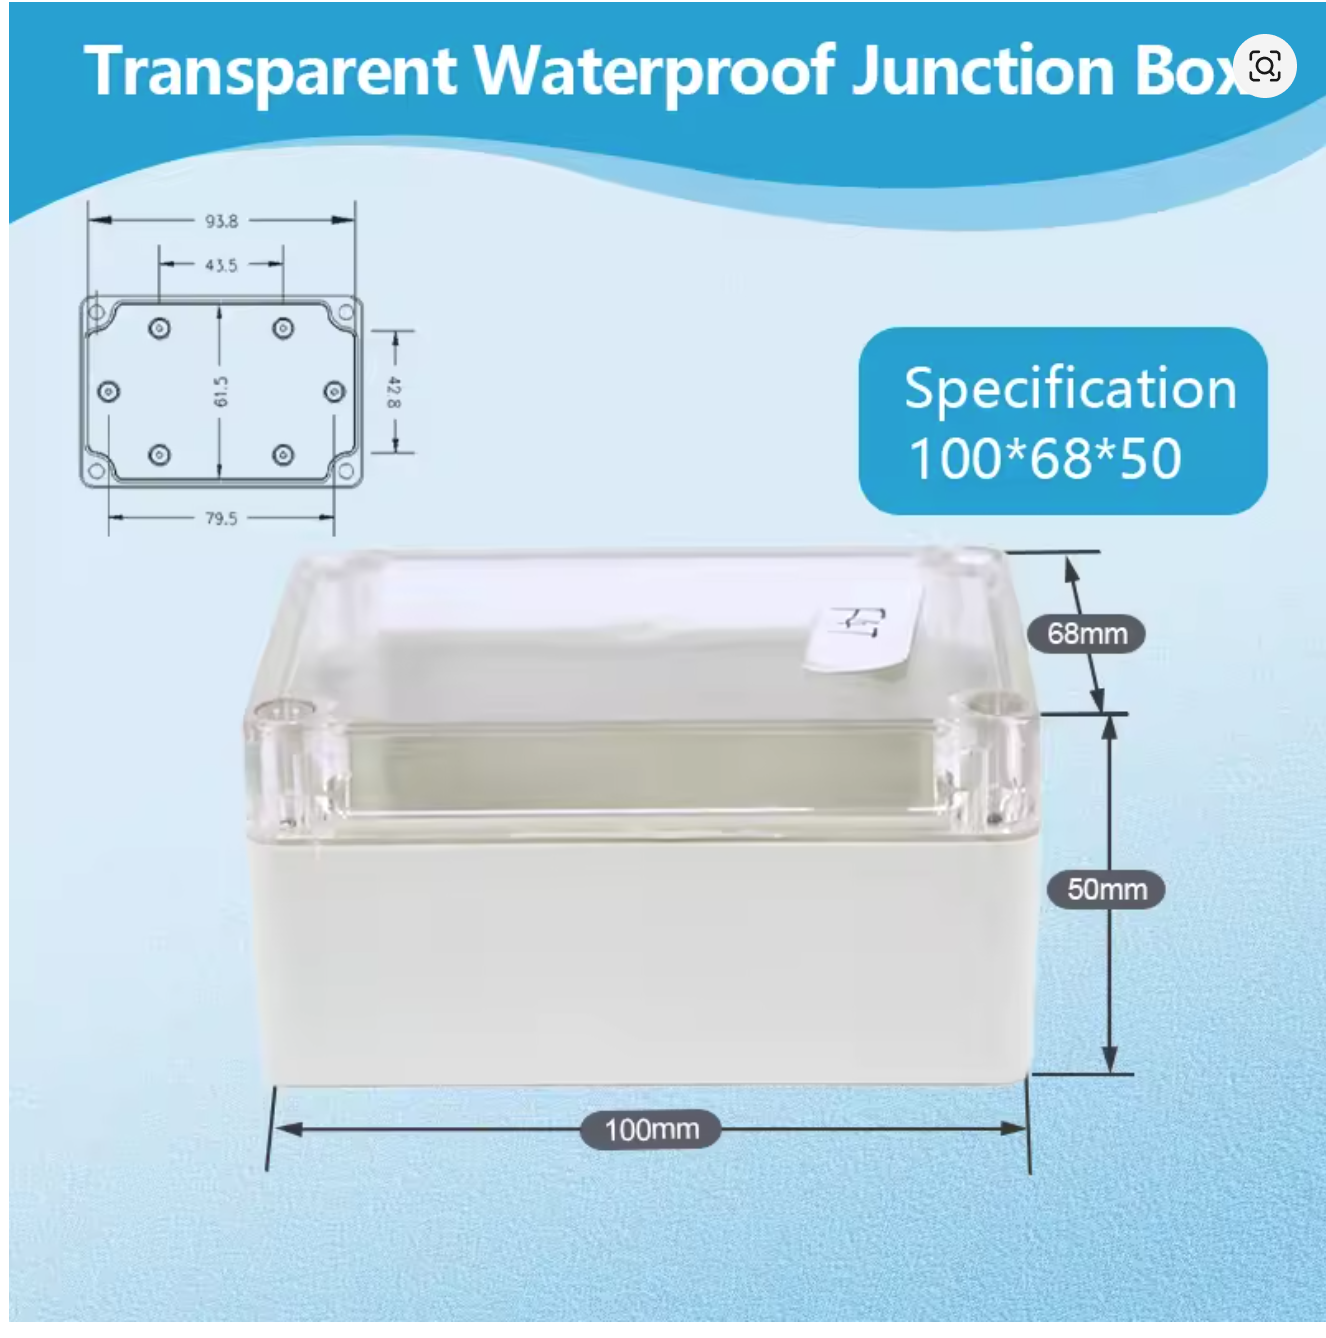 Transparent Waterproof Junction Box
93.8
43.5
61.5
42.8
79.5
Specification
100*68*50
68mm
50mm
100mm